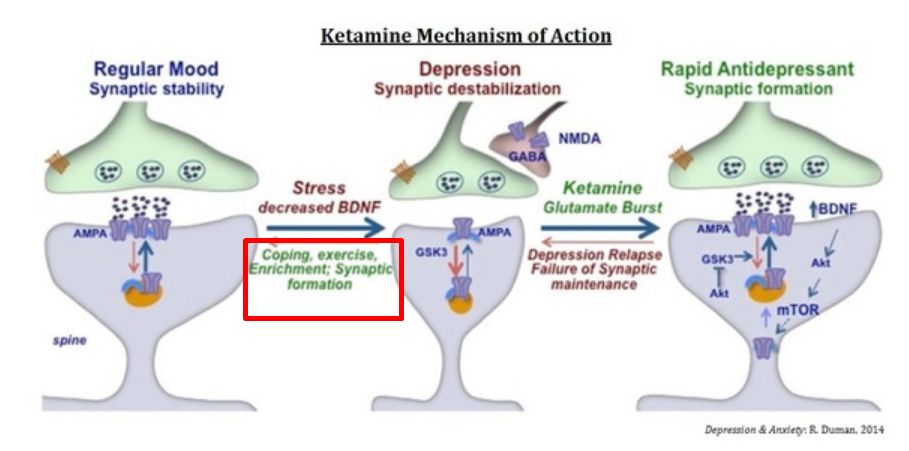 Ketamine Mechanism of Action
Regular Mood
Synaptic stability
Depression
Synaptic destabilization
Rapid Antidepressant
Synaptic formation
NMDA
GABA
Stress
decreased BDNF
Ketamine
Glutamate Burst
BDNF
AMPA
AMPA
AMPA
Coping, exercise,
Enrichment; Synaptic
formation
GSK3
Depression Relapse
Failure of Synaptic
maintenance
GSK3
Akt
Akt
mTOR
spine
Depression & Anxiety: R. Duman, 2014